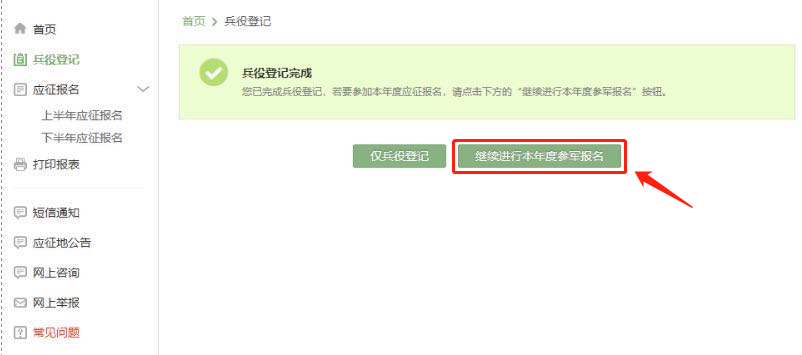 首页
兵役登记
应征报名
上半年应征报名
下半年应征报名
打印报表
短信通知
应征地公告
网上咨询
网上举报
常见问题
首页 > 兵役登记
兵役登记完成
您已完成兵役登记，若要参加本年度应征报名，请点击下方的“继续进行本年度参军报名”按钮。
仅兵役登记 继续进行本年度参军报名